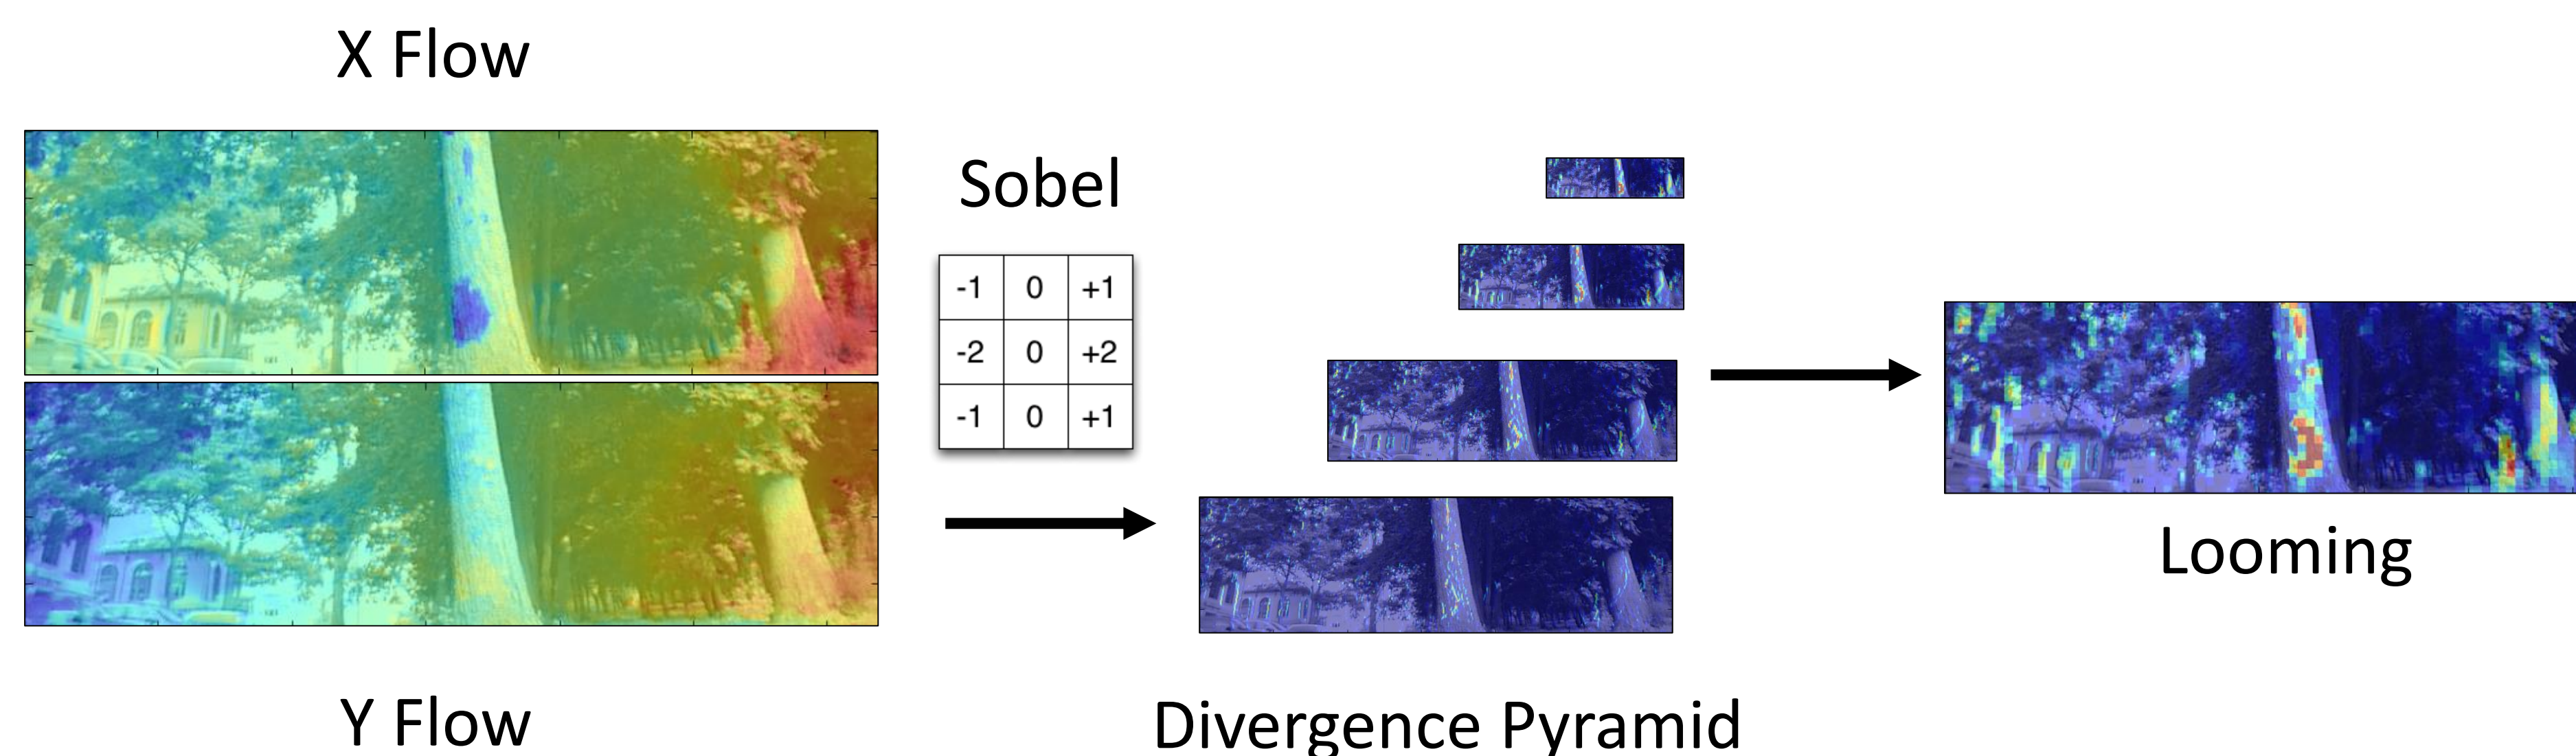 X Flow
Sobel
-1 0 +1
-2 0 +2
-1 0 +1
Looming
Y Flow
Divergence Pyramid